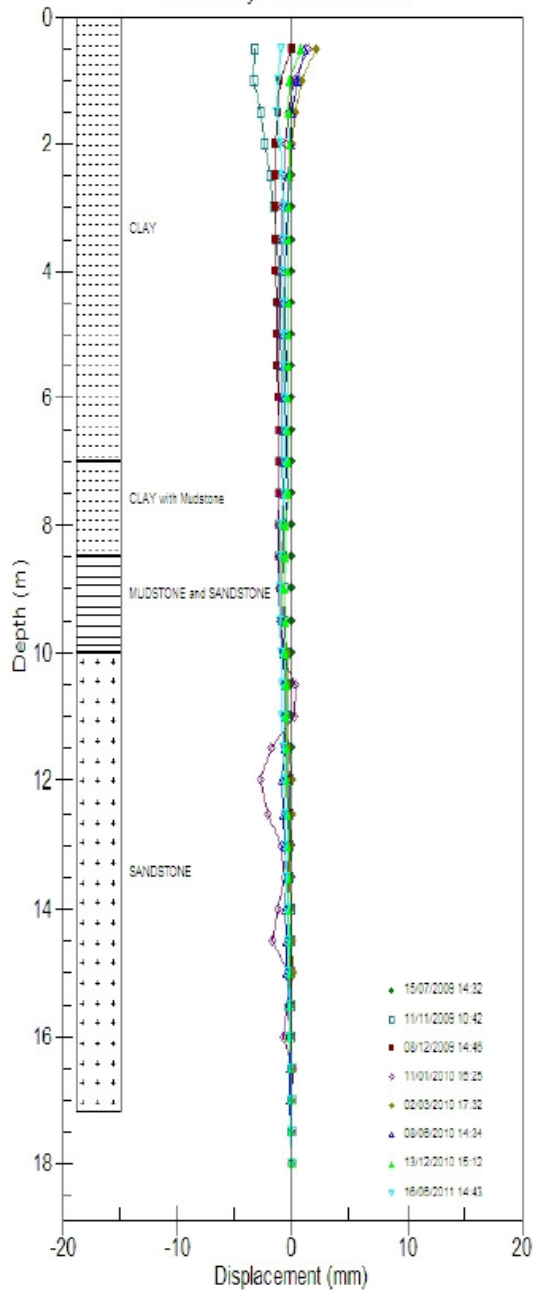 0
2
4
6
8
10
12
14
16
18
Depth (m)
CLAY
CLAY with Mudstone
MUDSTONE and SANDSTONE
SANDSTONE
15/07/2009 14:32
11/11/2009 10:42
08/12/2009 14:46
11/01/2010 16:25
02/03/2010 17:32
08/06/2010 14:34
13/12/2010 15:12
16/06/2011 14:43
-20 -10 0 10 20
Displacement (mm)